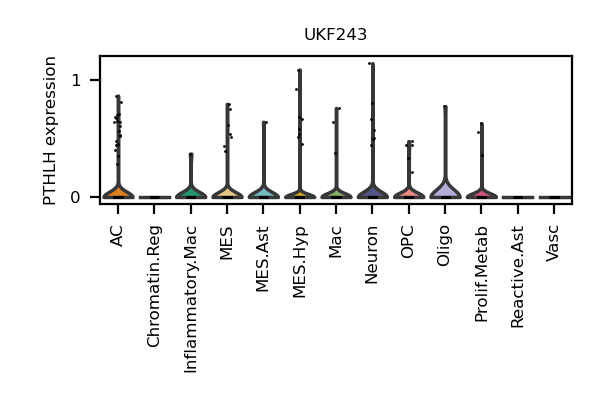 UKF243
PTHLH expression
1
0
AC
Chromatin.Reg
Inflammatory.Mac
MES
MES.Ast
MES.Hyp
Mac
Neuron
OPC
Oligo
Prolif.Metab
Reactive.Ast
Vasc